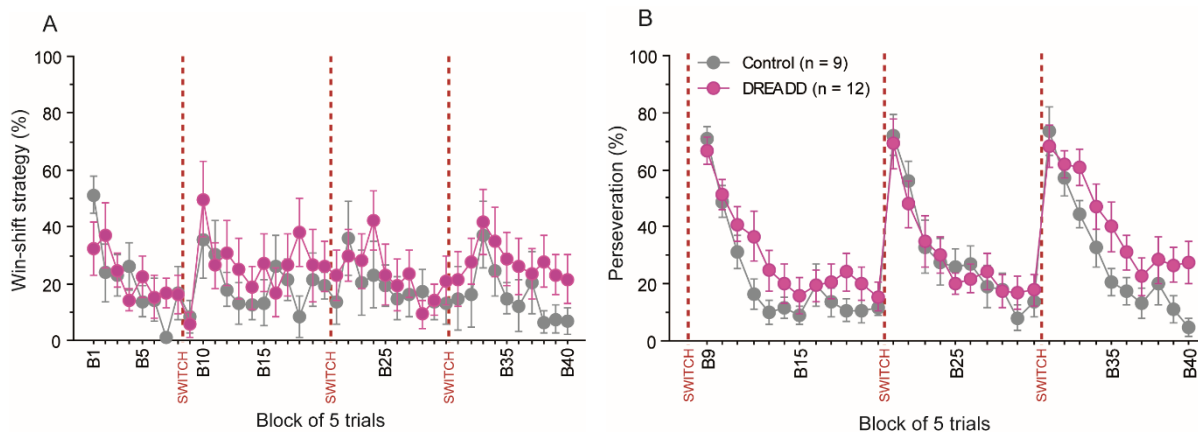 A
Win-shift strategy (%)
100
80
60
40
20
0
B1
B5
SWITCH
B10
B15
SWITCH
B25
SWITCH
B35
B40
Block of 5 trials
B
Control (n = 9)
DREADD (n = 12)
Perseveration (%)
100
80
60
40
20
0
SWITCH
B9
B15
SWITCH
B25
SWITCH
B35
B40
Block of 5 trials